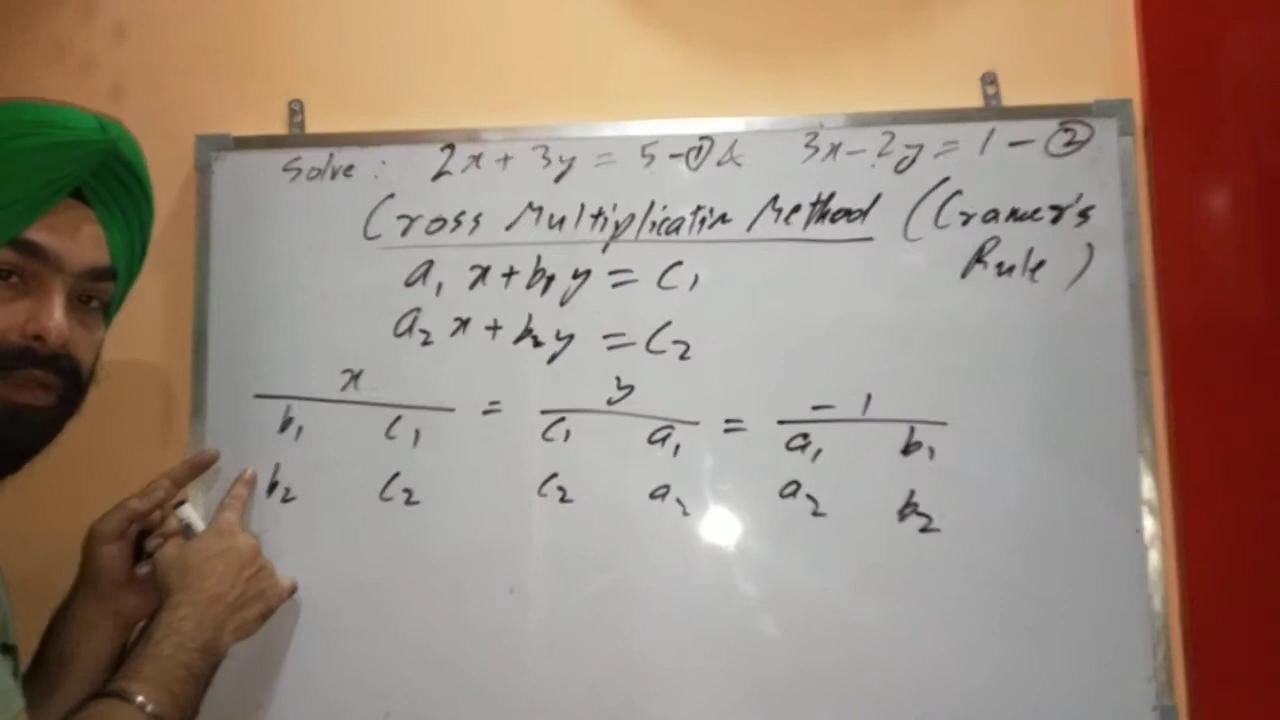 Solve : 2x + 3y = 5 - ① & 3x - 2y = 1 - ②
Cross Multiplicatin Method (Cramer's Rule)
a₁ x + b₁ y = C₁
a₂ x + b₂ y = C₂
x = y = -1
b₁ C₁ C₁ a₁ a₁ b₁
b₂ C₂ C₂ a₂ a₂ b₂